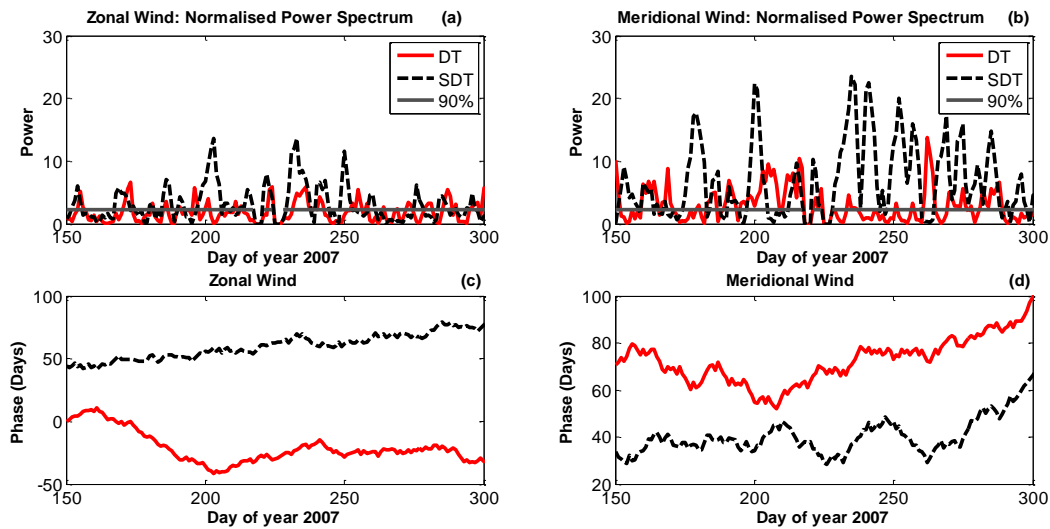 Zonal Wind: Normalised Power Spectrum (a)
30
20
10
0
Power
DT
SDT
90%
150 200 250 300
Day of year 2007
Meridional Wind: Normalised Power Spectrum (b)
30
20
10
0
Power
DT
SDT
90%
150 200 250 300
Day of year 2007
Zonal Wind (c)
100
50
0
-50
Phase (Days)
150 200 250 300
Day of year 2007
Meridional Wind (d)
100
80
60
40
20
Phase (Days)
150 200 250 300
Day of year 2007